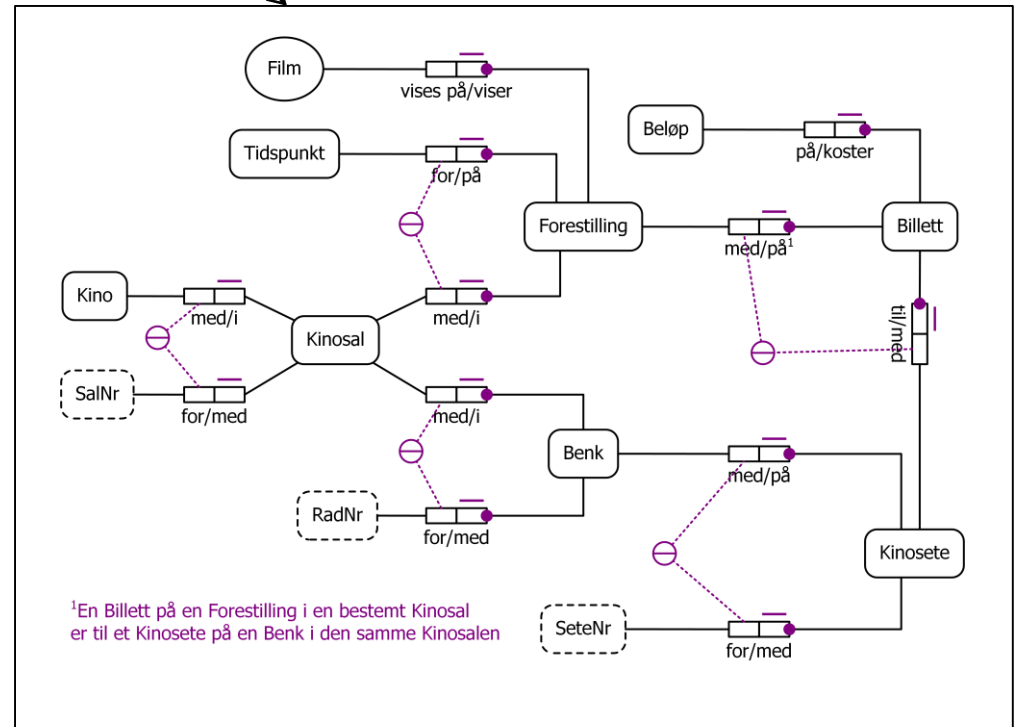 Film
vises på/viser
Beløp
på/koster
Tidspunkt
for/på
Forestilling
med/på¹
Billett
Kino
med/i
Kinosal
med/i
til/med
SalNr
for/med
med/i
Benk
med/på
RadNr
for/med
Kinosete
¹En Billett på en Forestilling i en bestemt Kinosal
er til et Kinosete på en Benk i den samme Kinosalen
SeteNr
for/med